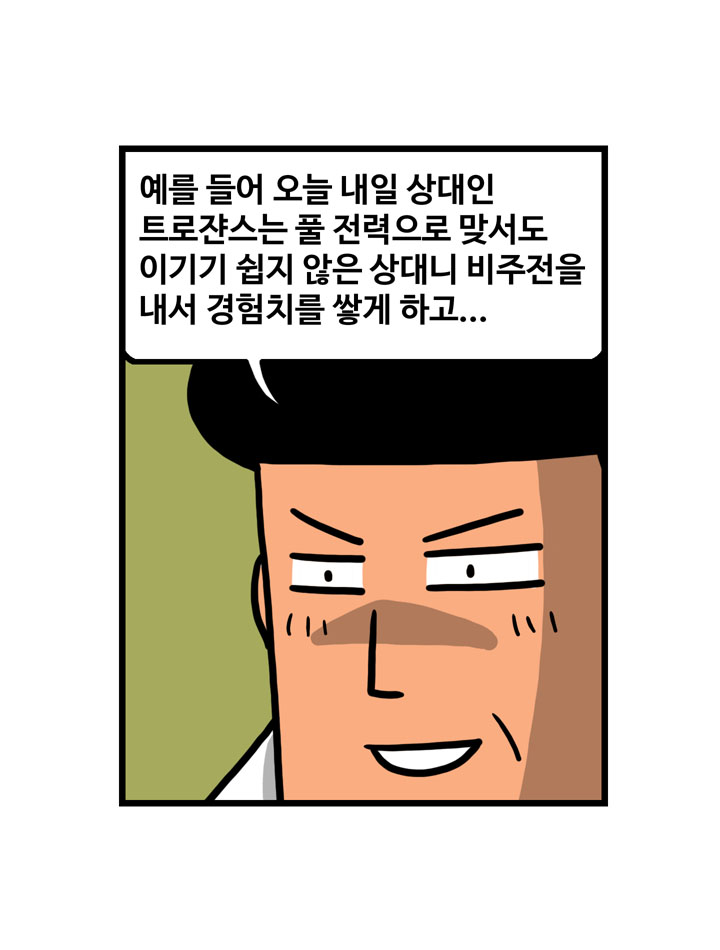 예를 들어 오늘 내일 상대인
트로쟌스는 풀 전력으로 맞서도
이기기 쉽지 않은 상대니 비주전을
내서 경험치를 쌓게 하고...